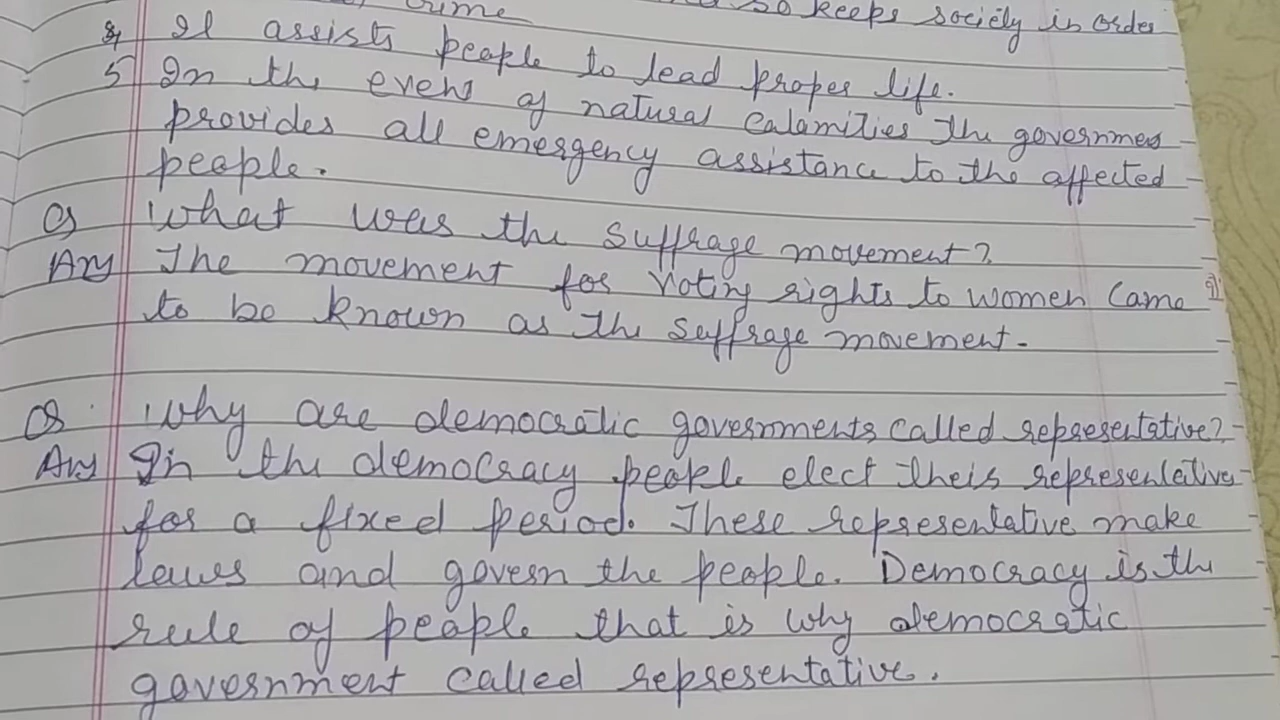 crime so keeps society in order
4 It assists people to lead proper life.
5 In the event of natural calamities the government
provides all emergency assistance to the affected
people.
Q What was the suffrage movement?
Ans The movement for voting rights to women came
to be known as the suffrage movement.
Q. Why are democratic governments called representative?
Ans In the democracy people elect their representative
for a fixed period. These representative make
laws and govern the people. Democracy is the
rule of people that is why democratic
government called representative.